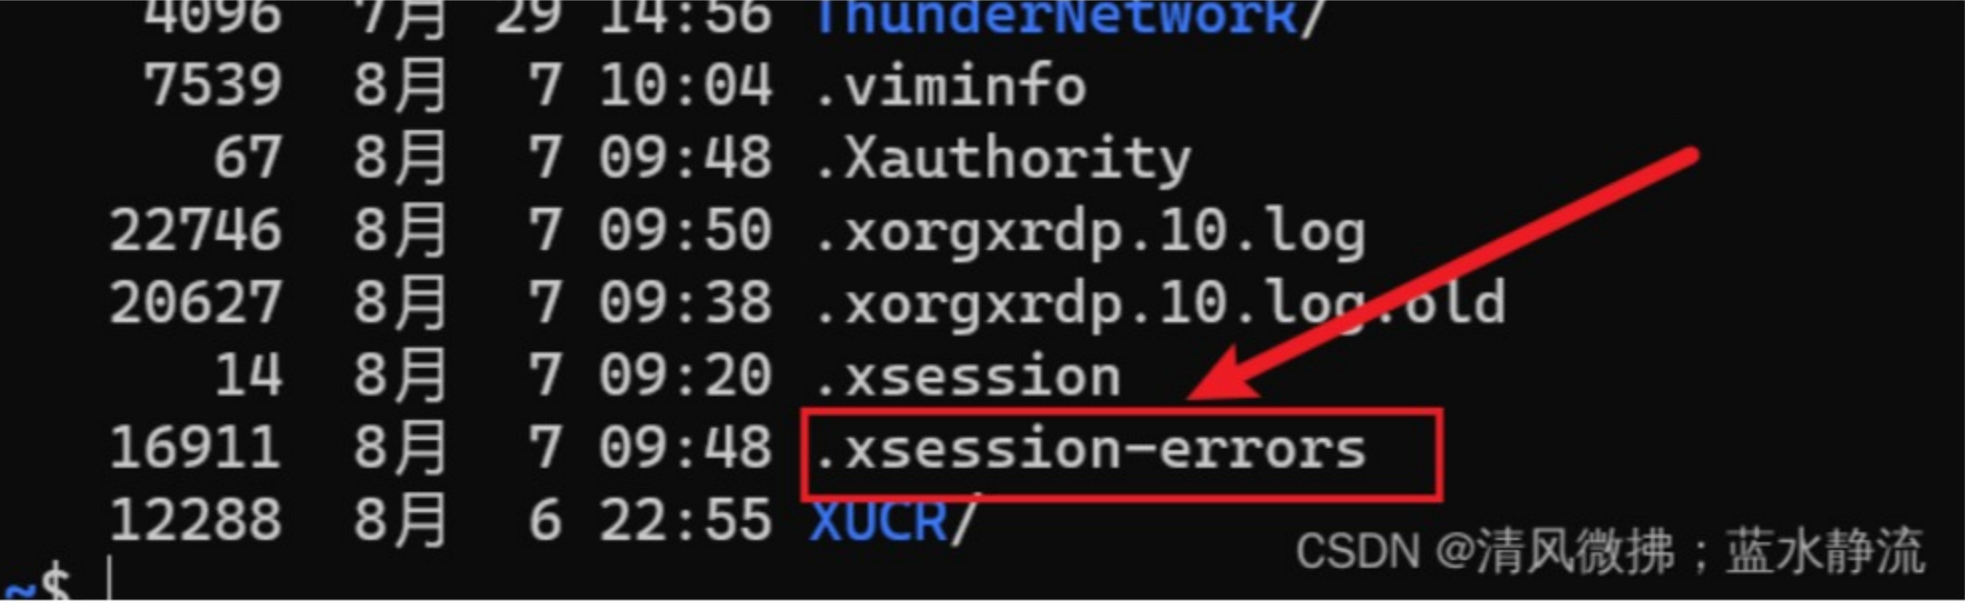 4096 7月 29 14:56 ThunderNetwork/
7539 8月 7 10:04 .viminfo
67 8月 7 09:48 .Xauthority
22746 8月 7 09:50 .xorgxrdp.10.log
20627 8月 7 09:38 .xorgxrdp.10.log.old
14 8月 7 09:20 .xsession
16911 8月 7 09:48 .xsession-errors
12288 8月 6 22:55 XUCR/
~$
CSDN @清风微拂；蓝水静流